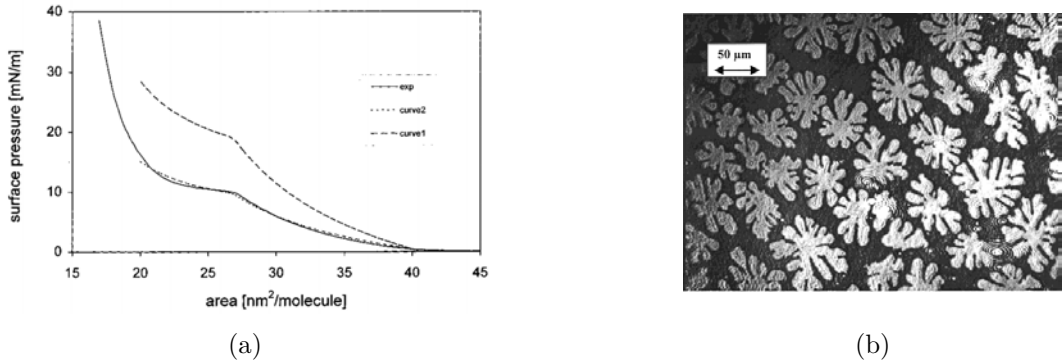 40
30
20
10
0
surface pressure [mN/m]
exp
curve2
curve1
15 20 25 30 35 40 45
area [nm²/molecule]
(a)
50 µm
(b)